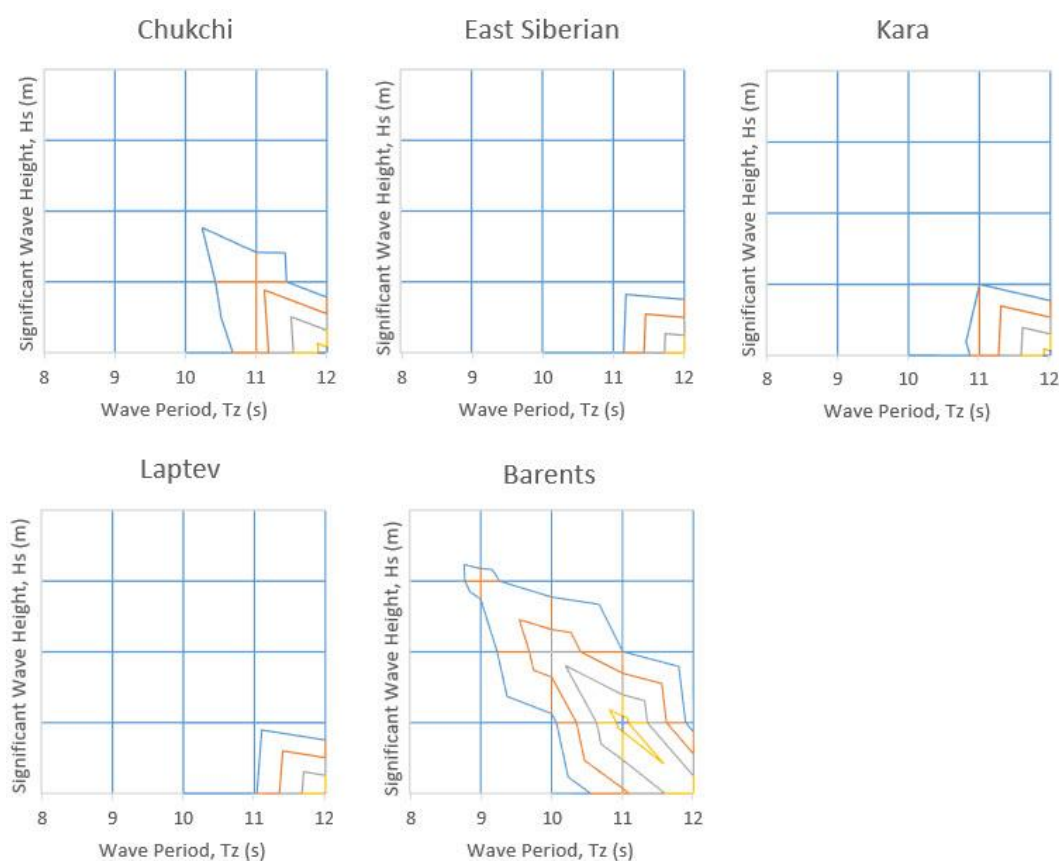 Chukchi
Significant Wave Height, Hs (m)
8 9 10 11 12
Wave Period, Tz (s)
East Siberian
Significant Wave Height, Hs (m)
8 9 10 11 12
Wave Period, Tz (s)
Kara
Significant Wave Height, Hs (m)
8 9 10 11 12
Wave Period, Tz (s)
Laptev
Significant Wave Height, Hs (m)
8 9 10 11 12
Wave Period, Tz (s)
Barents
Significant Wave Height, Hs (m)
8 9 10 11 12
Wave Period, Tz (s)